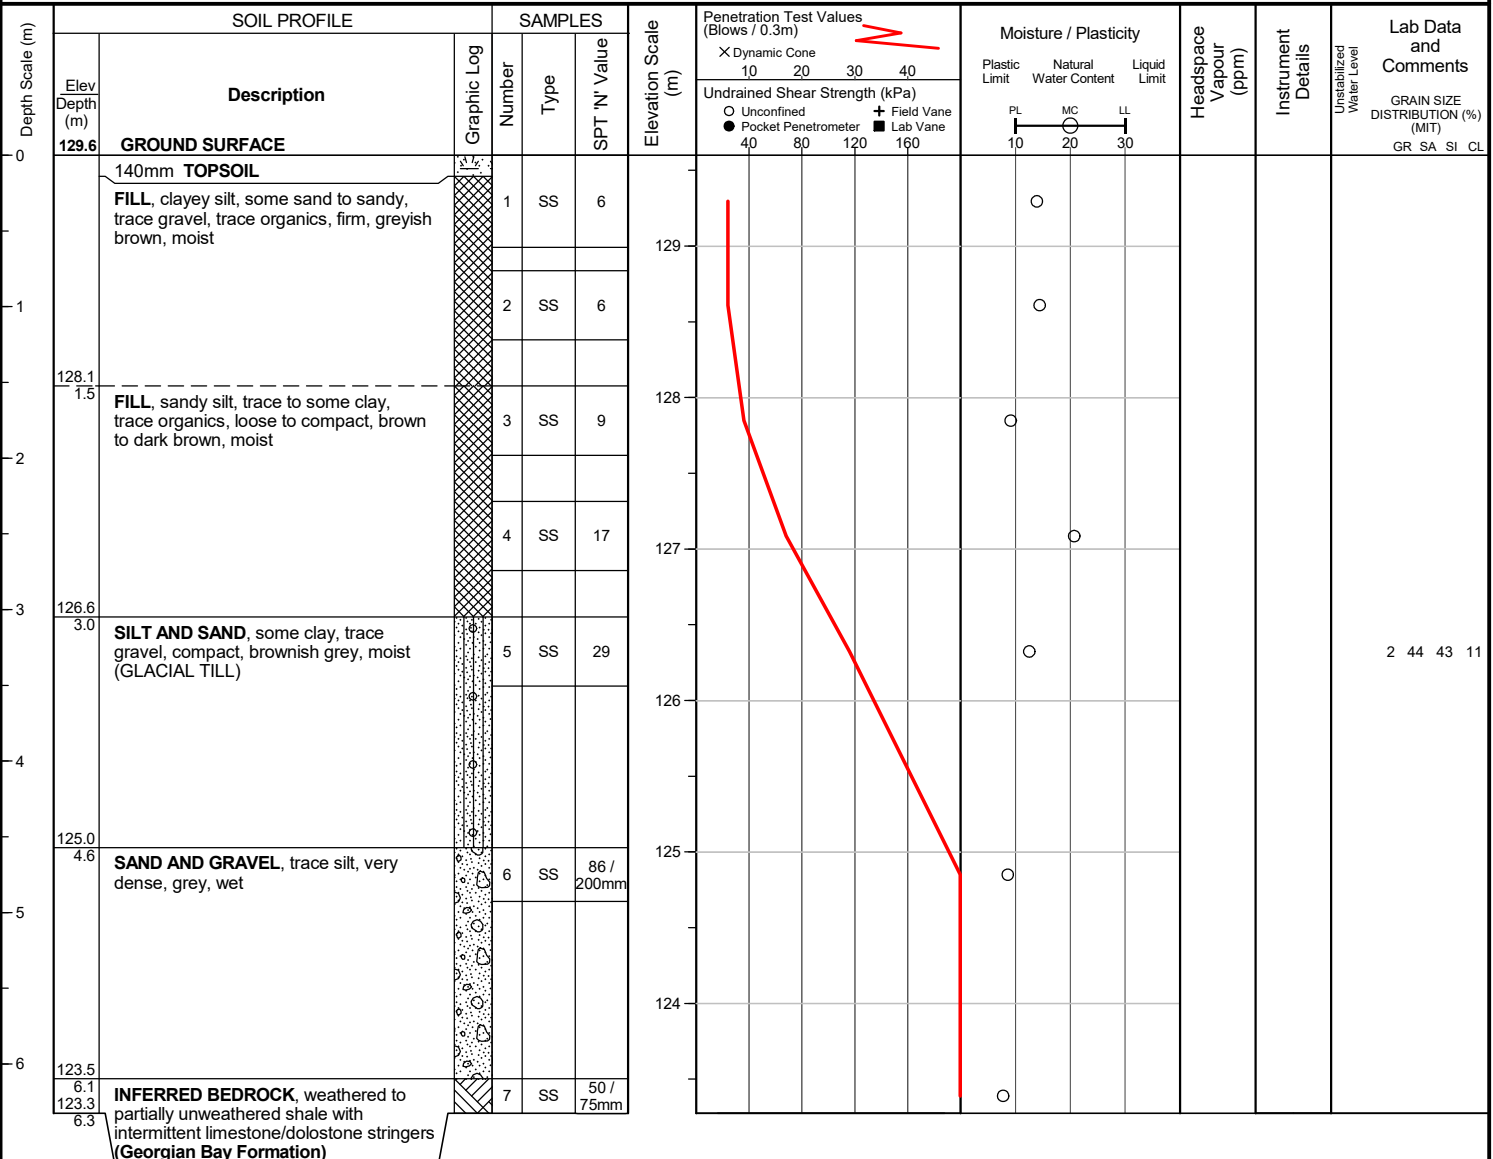 SOIL PROFILE
SAMPLES
Depth Scale (m)
Elev
Depth
(m)
Description
Graphic Log
Number
Type
SPT 'N' Value
Elevation Scale
(m)
Penetration Test Values
(Blows / 0.3m)
Dynamic Cone
10 20 30 40
Undrained Shear Strength (kPa)
Unconfined
Field Vane
Pocket Penetrometer
Lab Vane
40 80 120 160
Moisture / Plasticity
Plastic
Limit
Natural
Water Content
Liquid
Limit
PL MC LL
10 20 30
Headspace
Vapour
(ppm)
Instrument
Details
Unstabilized
Water Level
Lab Data
and
Comments
GRAIN SIZE
DISTRIBUTION (%)
(MIT)
GR SA SI CL
129.6 GROUND SURFACE
0
140mm TOPSOIL
FILL, clayey silt, some sand to sandy,
trace gravel, trace organics, firm, greyish
brown, moist
1 SS 6
129
1
2 SS 6
128.1
1.5
128
FILL, sandy silt, trace to some clay,
trace organics, loose to compact, brown
to dark brown, moist
3 SS 9
2
4 SS 17
127
3
126.6
3.0
SILT AND SAND, some clay, trace
gravel, compact, brownish grey, moist
(GLACIAL TILL)
5 SS 29
2 44 43 11
126
4
125.0
4.6
125
SAND AND GRAVEL, trace silt, very
dense, grey, wet
6 SS 86 /
200mm
5
124
6
123.5
6.1
123.3
6.3
INFERRED BEDROCK, weathered to
partially unweathered shale with
intermittent limestone/dolostone stringers
(Georgian Bay Formation)
7 SS 50 /
75mm